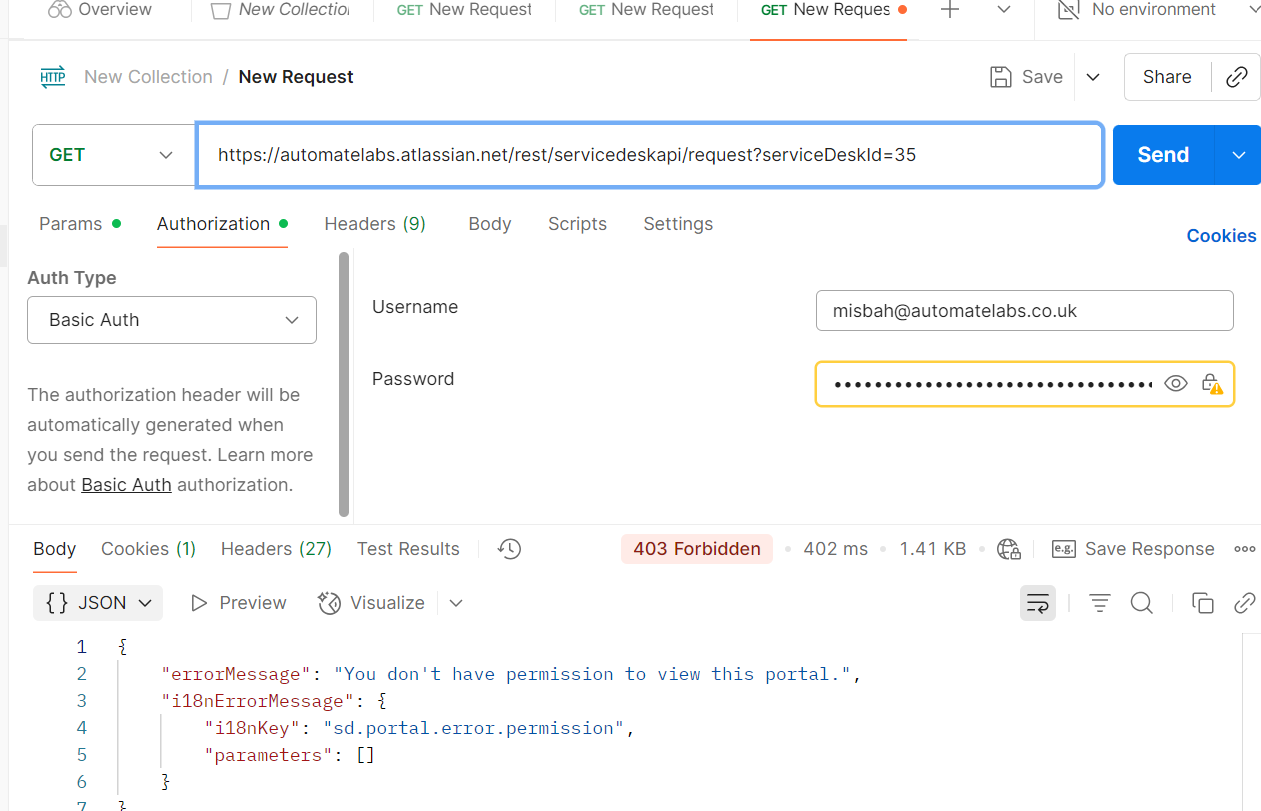 Overview New Collection GET New Request GET New Request GET New Reques No environment
HTTP New Collection / New Request Save Share
GET https://automatelabs.atlassian.net/rest/servicedeskapi/request?serviceDeskId=35 Send
Params Authorization Headers (9) Body Scripts Settings
Cookies
Auth Type
Basic Auth
Username misbah@automatelabs.co.uk
Password
The authorization header will be
automatically generated when
you send the request. Learn more
about Basic Auth authorization.
Body Cookies (1) Headers (27) Test Results 403 Forbidden 402 ms 1.41 KB e.g. Save Response
{} JSON Preview Visualize
1 {
2 "errorMessage": "You don't have permission to view this portal.",
3 "i18nErrorMessage": {
4 "i18nKey": "sd.portal.error.permission",
5 "parameters": []
6 }
7 }